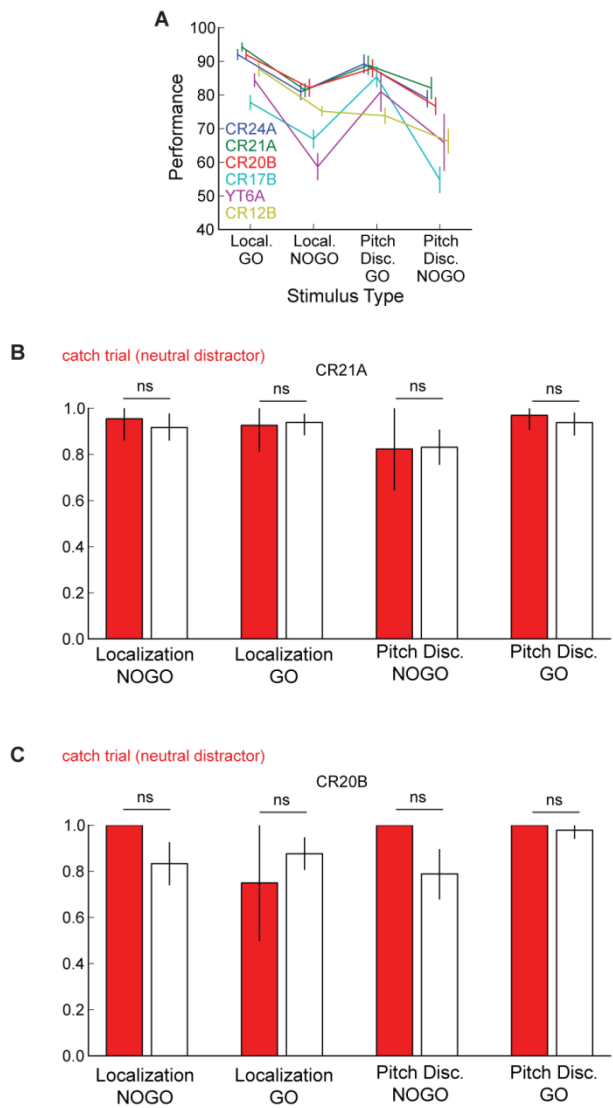 A
100
90
80
70
60
50
40
Performance
CR24A
CR21A
CR20B
CR17B
YT6A
CR12B
Local. Local. Pitch Pitch
GO NOGO Disc. Disc.
GO NOGO
Stimulus Type
B
catch trial (neutral distractor)
CR21A
ns ns ns ns
1.0
0.8
0.6
0.4
0.2
0.0
Localization Localization Pitch Disc. Pitch Disc.
NOGO GO NOGO GO
C
catch trial (neutral distractor)
CR20B
ns ns ns ns
1.0
0.8
0.6
0.4
0.2
0.0
Localization Localization Pitch Disc. Pitch Disc.
NOGO GO NOGO GO